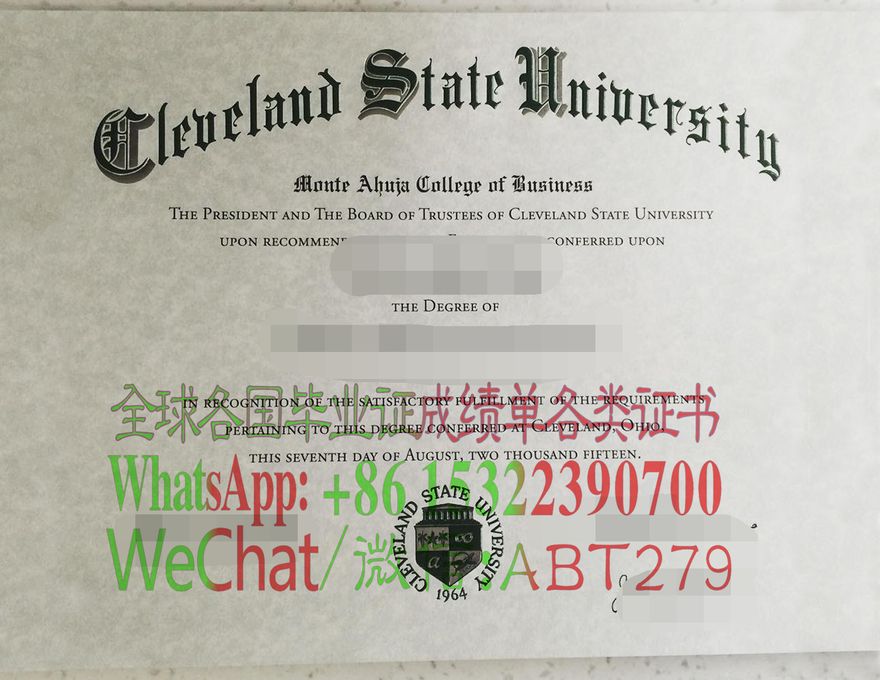 Cleveland State University
Monte Ahuja College of Business
The President and The Board of Trustees of Cleveland State University
upon conferred upon
the Degree of
全球各国毕业证成绩单各类证书
in recognition of the satisfactory fulfillment of the requirements
pertaining to this degree conferred at Cleveland, Ohio,
this seventh day of August, two thousand fifteen.
WhatsApp: +86 15322390700
CLEVELAND STATE UNIVERSITY
WeChat/微 :ABT279
1964